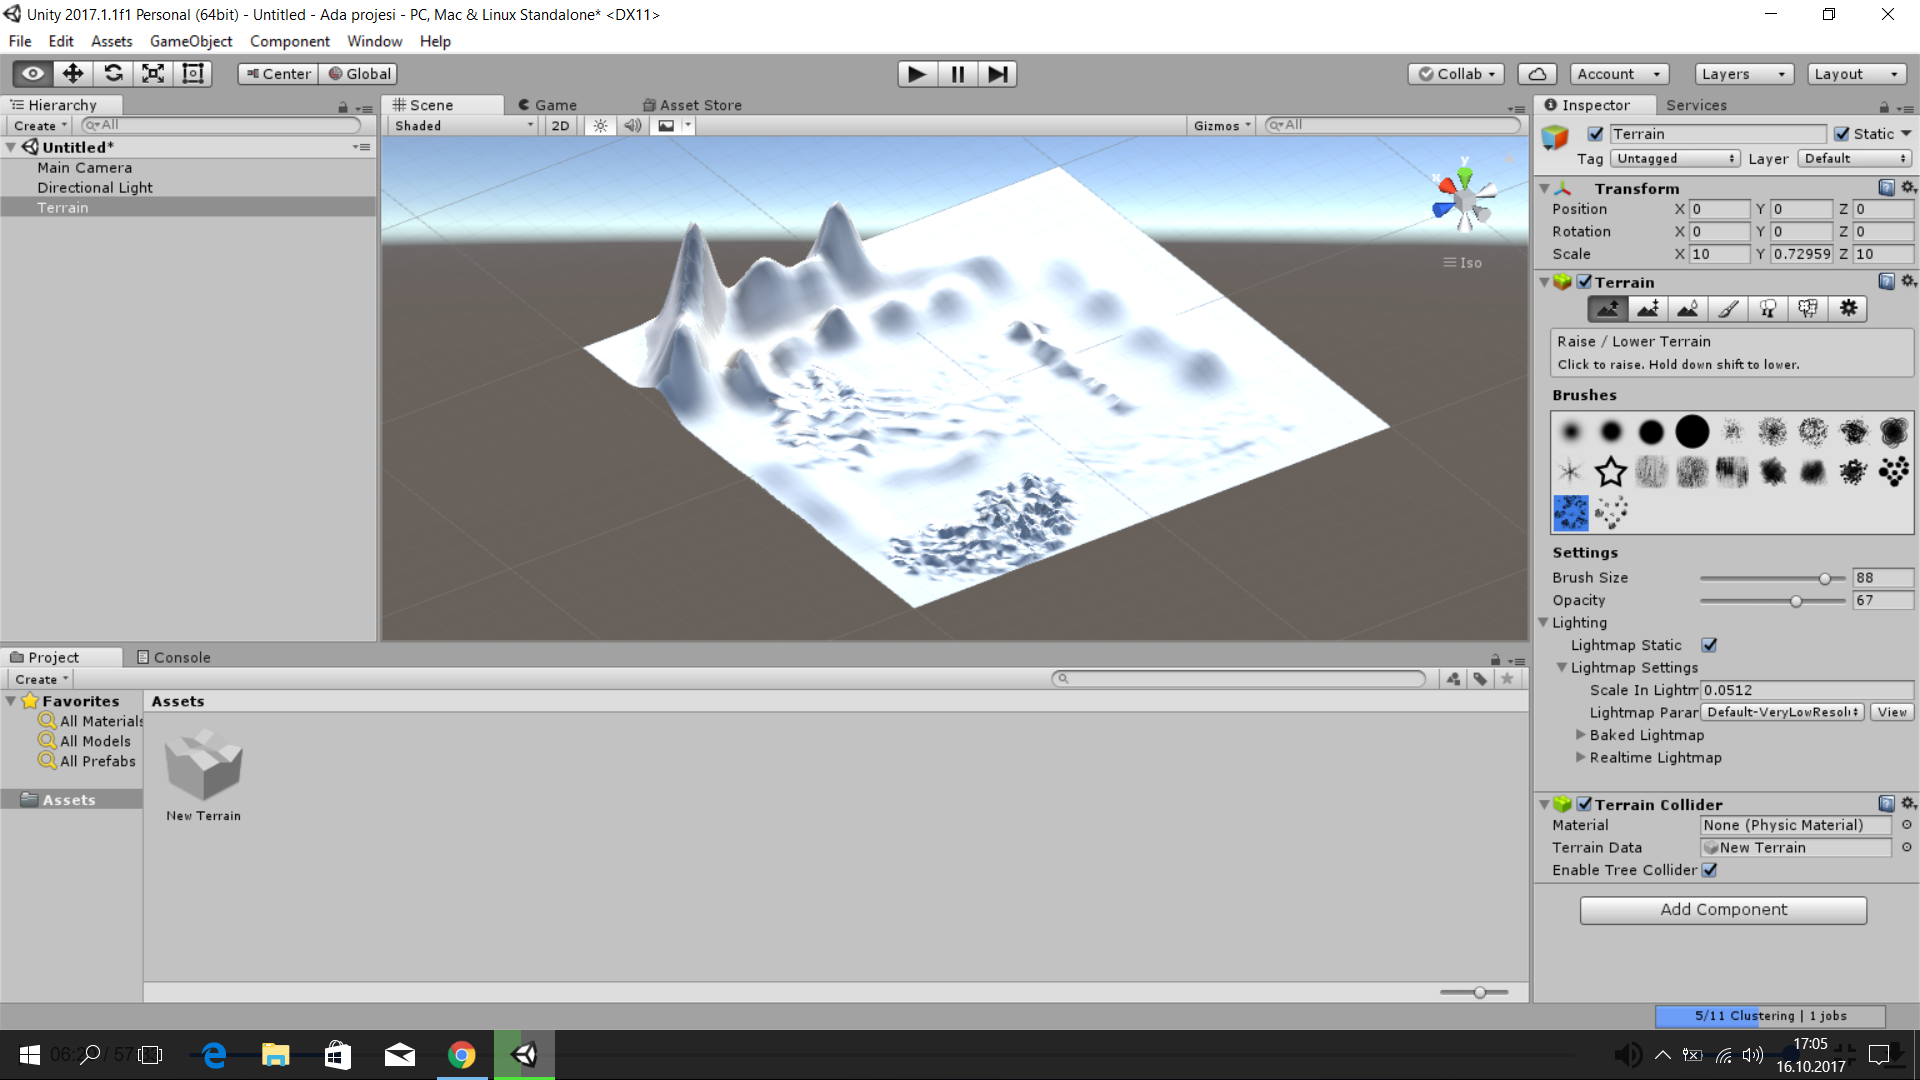 Unity 2017.1.1f1 Personal (64bit) - Untitled - Ada projesi - PC, Mac & Linux Standalone* <DX11>
File Edit Assets GameObject Component Window Help
Center Global Collab Account Layers Layout
Hierarchy
Create All
Untitled*
Main Camera
Directional Light
Terrain
Scene Game Asset Store
Shaded 2D Gizmos All
y
x
Iso
Inspector Services
Terrain Static
Tag Untagged Layer Default
Transform
Position X 0 Y 0 Z 0
Rotation X 0 Y 0 Z 0
Scale X 10 Y 0.72959 Z 10
Terrain
Raise / Lower Terrain
Click to raise. Hold down shift to lower.
Brushes
Settings
Brush Size 88
Opacity 67
Lighting
Lightmap Static
Lightmap Settings
Scale In Lightm 0.0512
Lightmap Parar Default-VeryLowResolu View
Baked Lightmap
Realtime Lightmap
Terrain Collider
Material None (Physic Material)
Terrain Data New Terrain
Enable Tree Collider
Add Component
Project Console
Create
Favorites
All Materials
All Models
All Prefabs
Assets
Assets
New Terrain
5/11 Clustering | 1 jobs
17:05
16.10.2017